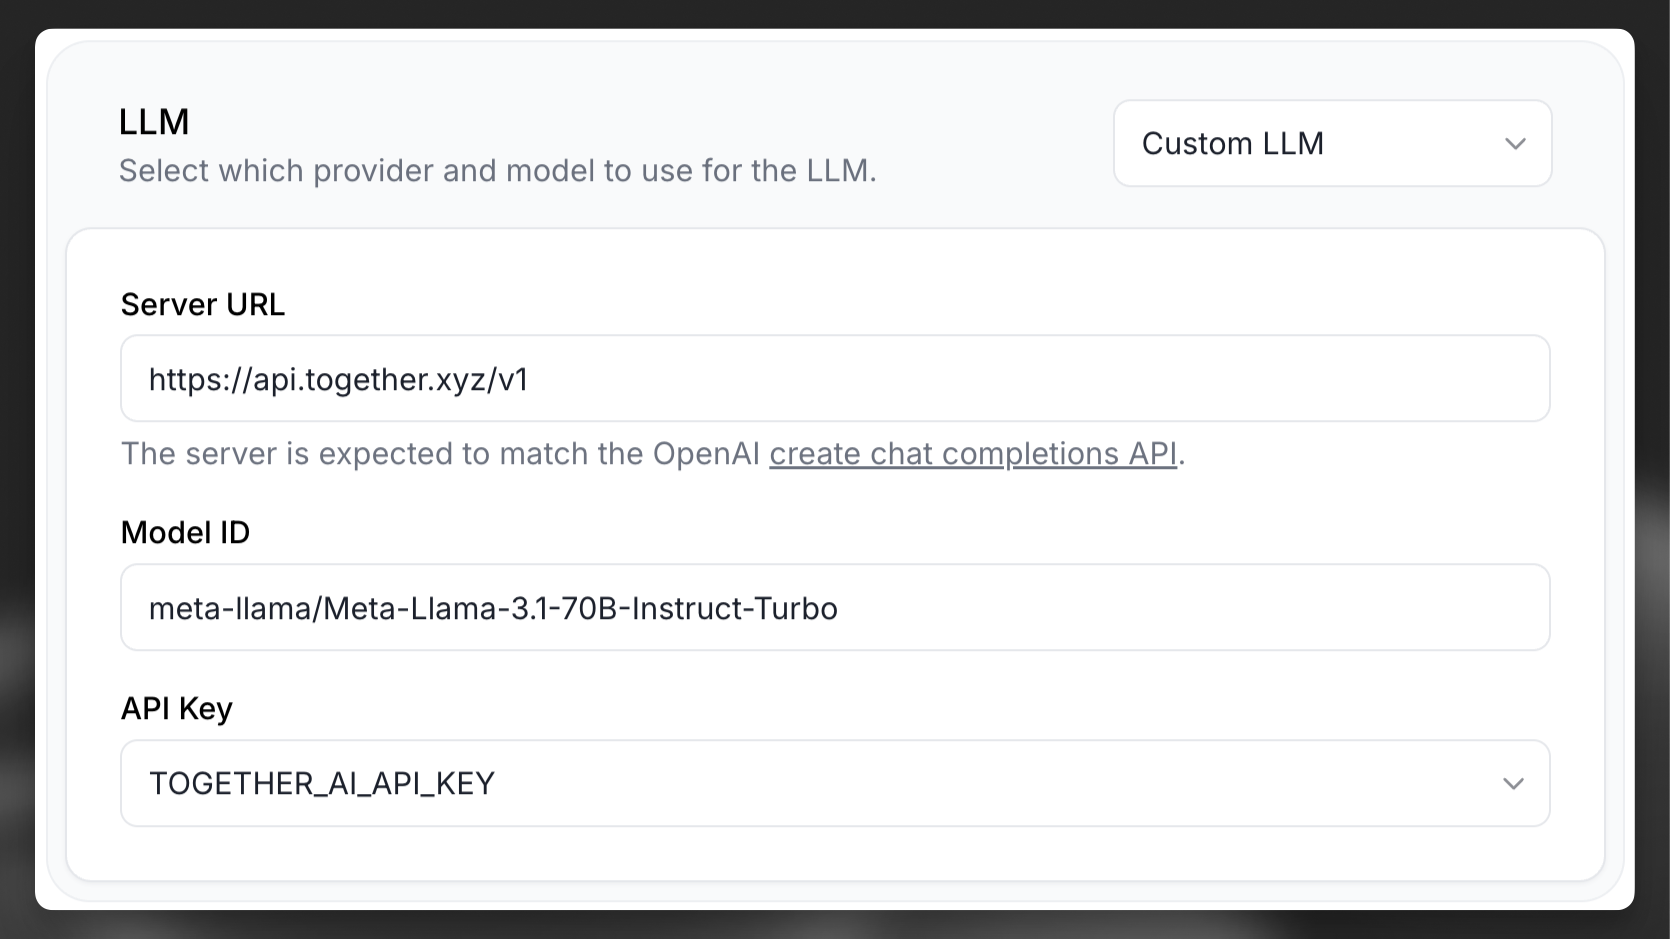 LLM
Select which provider and model to use for the LLM.
Custom LLM
Server URL
https://api.together.xyz/v1
The server is expected to match the OpenAI create chat completions API.
Model ID
meta-llama/Meta-Llama-3.1-70B-Instruct-Turbo
API Key
TOGETHER_AI_API_KEY